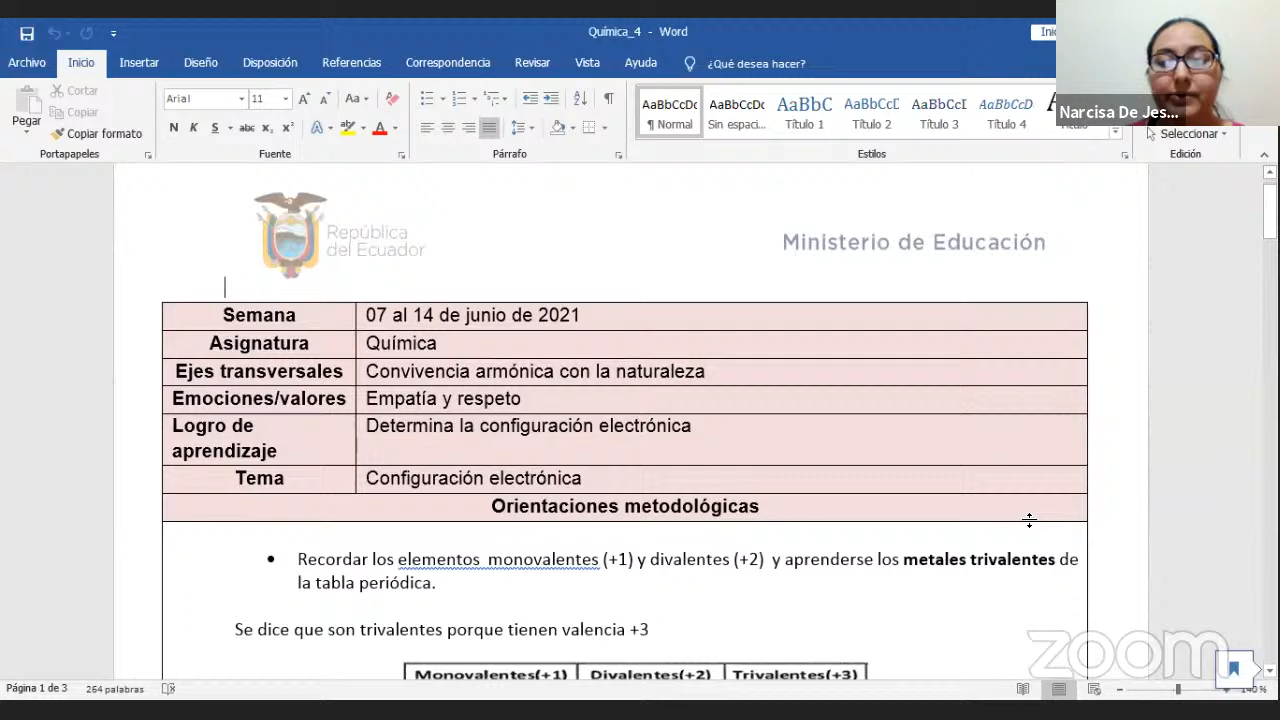 Química_4 - Word
Archivo Inicio Insertar Diseño Disposición Referencias Correspondencia Revisar Vista Ayuda ¿Qué desea hacer?
Pegar
Cortar
Copiar
Copiar formato
Portapapeles
Arial 11
N K S abc x₂ x²
Fuente
Párrafo
AaBbCcDc AaBbCcDc AaBbC AaBbCcD AaBbCcD AaBbCcD
¶ Normal Sin espaci... Título 1 Título 2 Título 3 Título 4
Estilos
Narcisa De Jes...
Seleccionar
Edición
República
del Ecuador
Ministerio de Educación
Semana 07 al 14 de junio de 2021
Asignatura Química
Ejes transversales Convivencia armónica con la naturaleza
Emociones/valores Empatía y respeto
Logro de aprendizaje Determina la configuración electrónica
Tema Configuración electrónica
Orientaciones metodológicas
• Recordar los elementos monovalentes (+1) y divalentes (+2) y aprenderse los metales trivalentes de
la tabla periódica.
Se dice que son trivalentes porque tienen valencia +3
Monovalentes(+1) Divalentes(+2) Trivalentes(+3)
zoom
Página 1 de 3 264 palabras